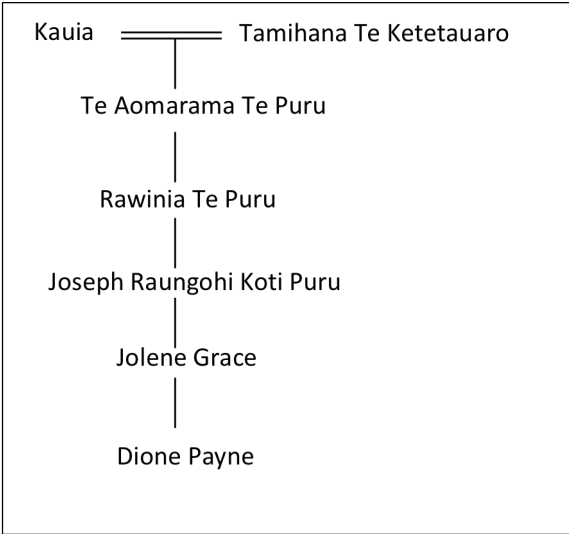 Kauia Tamihana Te Ketetauaro
Te Aomarama Te Puru
Rawinia Te Puru
Joseph Raungohi Koti Puru
Jolene Grace
Dione Payne